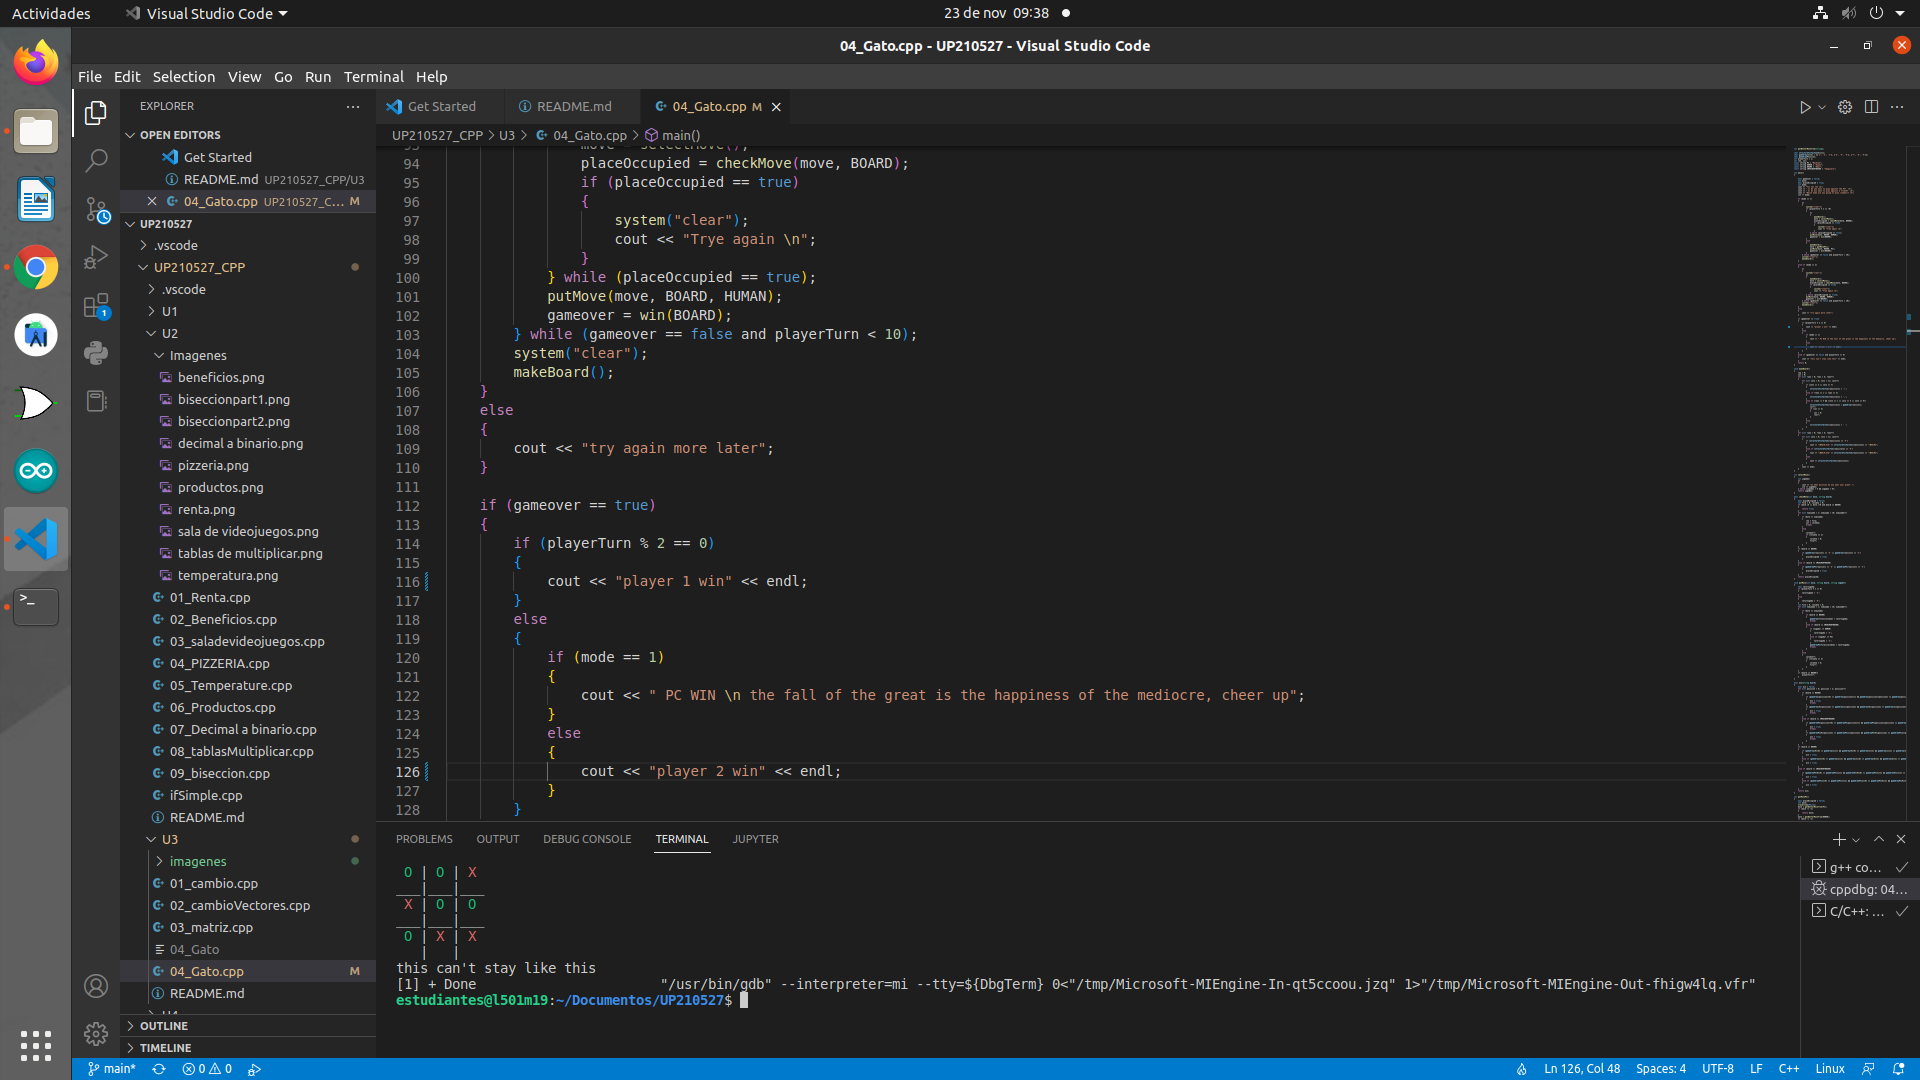 Actividades
Visual Studio Code
23 de nov 09:38
04_Gato.cpp - UP210527 - Visual Studio Code
File Edit Selection View Go Run Terminal Help
EXPLORER
OPEN EDITORS
Get Started
README.md UP210527_CPP/U3
04_Gato.cpp UP210527_C... M
UP210527
.vscode
UP210527_CPP
.vscode
U1
U2
Imagenes
beneficios.png
biseccionpart1.png
biseccionpart2.png
decimal a binario.png
pizzeria.png
productos.png
renta.png
sala de videojuegos.png
tablas de multiplicar.png
temperatura.png
01_Renta.cpp
02_Beneficios.cpp
03_saladevideojuegos.cpp
04_PIZZERIA.cpp
05_Temperature.cpp
06_Productos.cpp
07_Decimal a binario.cpp
08_tablasMultiplicar.cpp
09_biseccion.cpp
ifSimple.cpp
README.md
U3
imagenes
01_cambio.cpp
02_cambioVectores.cpp
03_matriz.cpp
04_Gato
04_Gato.cpp M
README.md
OUTLINE
TIMELINE
Get Started
README.md
04_Gato.cpp M
UP210527_CPP > U3 > 04_Gato.cpp > main()
93 move = selectMove();
94 placeOccupied = checkMove(move, BOARD);
95 if (placeOccupied == true)
96 {
97 system("clear");
98 cout << "Trye again \n";
99 }
100 } while (placeOccupied == true);
101 putMove(move, BOARD, HUMAN);
102 gameover = win(BOARD);
103 } while (gameover == false and playerTurn < 10);
104 system("clear");
105 makeBoard();
106 }
107 else
108 {
109 cout << "try again more later";
110 }
111
112 if (gameover == true)
113 {
114 if (playerTurn % 2 == 0)
115 {
116 cout << "player 1 win" << endl;
117 }
118 else
119 {
120 if (mode == 1)
121 {
122 cout << " PC WIN \n the fall of the great is the happiness of the mediocre, cheer up";
123 }
124 else
125 {
126 cout << "player 2 win" << endl;
127 }
128 }
PROBLEMS OUTPUT DEBUG CONSOLE TERMINAL JUPYTER
O | O | X
___|___|___
X | O | O
___|___|___
O | X | X
| |
this can't stay like this
[1] + Done "/usr/bin/gdb" --interpreter=mi --tty=${DbgTerm} 0<"/tmp/Microsoft-MIEngine-In-qt5ccoou.jzq" 1>"/tmp/Microsoft-MIEngine-Out-fhigw4lq.vfr"
estudiantes@l501m19:~/Documentos/UP210527$
g++ co...
cppdbg: 04...
C/C++: ...
main* 0 0
Ln 126, Col 48 Spaces: 4 UTF-8 LF C++ Linux